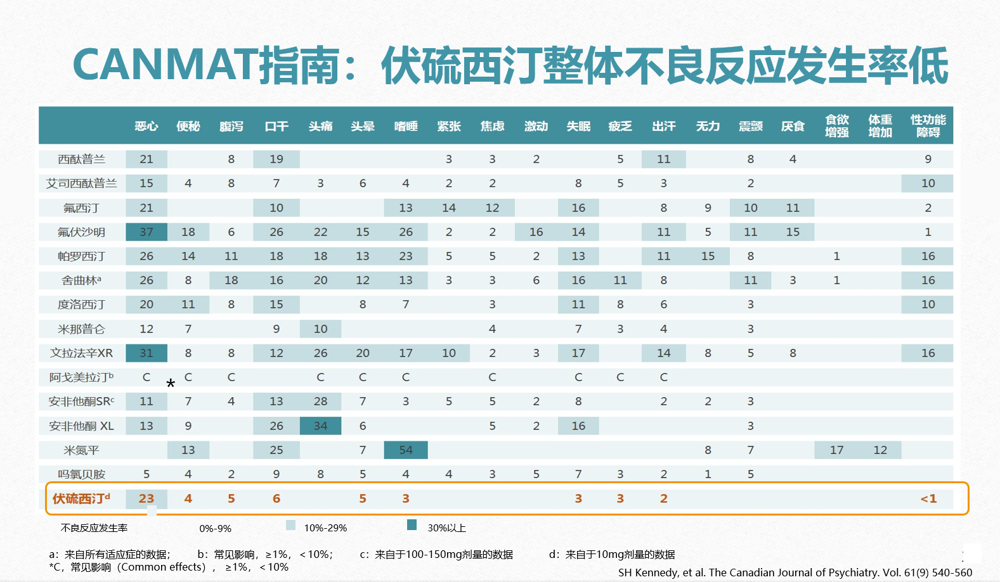 CANMAT指南：伏硫西汀整体不良反应发生率低
恶心 便秘 腹泻 口干 头痛 头晕 嗜睡 紧张 焦虑 激动 失眠 疲乏 出汗 无力 震颤 厌食 食欲增强 体重增加 性功能障碍
西酞普兰 21 8 19 3 3 2 5 11 8 4 9
艾司西酞普兰 15 4 8 7 3 6 4 2 2 8 5 3 2 10
氟西汀 21 10 13 14 12 16 8 9 10 11 2
氟伏沙明 37 18 6 26 22 15 26 2 2 16 14 11 5 11 15 1
帕罗西汀 26 14 11 18 18 13 23 5 5 2 13 11 15 8 1 16
舍曲林ᵃ 26 8 18 16 20 12 13 3 3 6 16 11 8 11 3 1 16
度洛西汀 20 11 8 15 8 7 3 11 8 6 3 10
米那普仑 12 7 9 10 4 7 3 4 3
文拉法辛XR 31 8 8 12 26 20 17 10 2 3 17 14 8 5 8 16
阿戈美拉汀ᵇ C * C C C C C C C C C
安非他酮SRᶜ 11 7 4 13 28 7 3 5 5 2 8 2 2 3
安非他酮 XL 13 9 26 34 6 5 2 16 3
米氮平 13 25 7 54 8 7 17 12
吗氯贝胺 5 4 2 9 8 5 4 4 3 5 7 3 2 1 5
伏硫西汀ᵈ 23 4 5 6 5 3 3 3 2 <1
不良反应发生率 0%-9% 10%-29% 30%以上
a：来自所有适应症的数据； b：常见影响，≥1%，＜10%； c：来自于100-150mg剂量的数据 d：来自于10mg剂量的数据
*C，常见影响（Common effects），≥1%，＜10%
SH Kennedy, et al. The Canadian Journal of Psychiatry. Vol. 61(9) 540-560